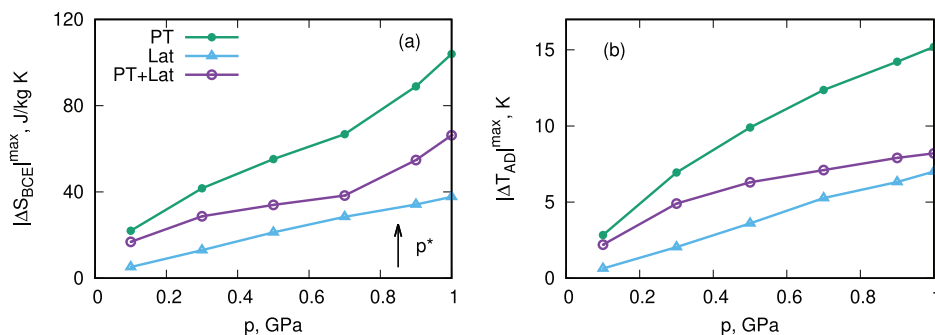 |ΔS_BCE|^max, J/kg K
120
80
40
0
PT
Lat
PT+Lat
(a)
p*
0 0.2 0.4 0.6 0.8 1
p, GPa
|ΔT_AD|^max, K
15
10
5
0
(b)
0 0.2 0.4 0.6 0.8 1
p, GPa